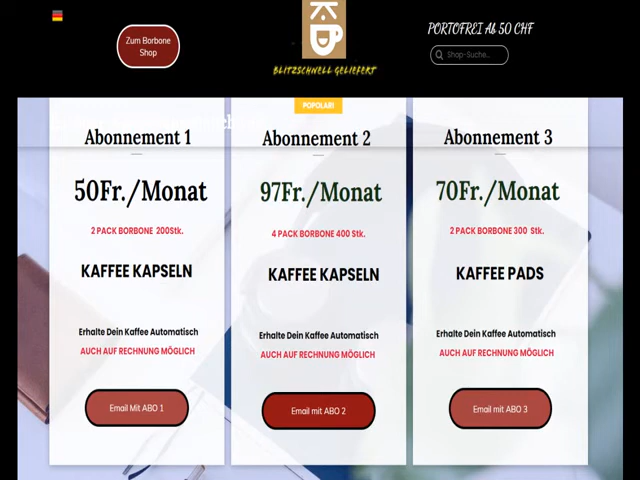 Zum Borbone
Shop
BLITZSCHNELL GELIEFERT
PORTOFREI Ab 50 CHF
Shop-Suche...
Abonnement 1
50Fr./Monat
2 PACK BORBONE 200Stk.
KAFFEE KAPSELN
Erhalte Dein Kaffee Automatisch
AUCH AUF RECHNUNG MÖGLICH
Email Mit ABO 1
POPOLARI
Abonnement 2
97Fr./Monat
4 PACK BORBONE 400 Stk.
KAFFEE KAPSELN
Erhalte Dein Kaffee Automatisch
AUCH AUF RECHNUNG MÖGLICH
Email mit ABO 2
Abonnement 3
70Fr./Monat
2 PACK BORBONE 300 Stk.
KAFFEE PADS
Erhalte Dein Kaffee Automatisch
AUCH AUF RECHNUNG MÖGLICH
Email mit ABO 3